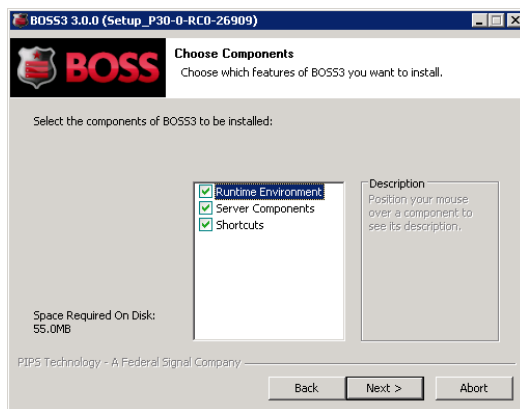 BOSS3 3.0.0 (Setup_P30-0-RC0-26909)
BOSS
Choose Components
Choose which features of BOSS3 you want to install.
Select the components of BOSS3 to be installed:
Runtime Environment
Server Components
Shortcuts
Description
Position your mouse
over a component to
see its description.
Space Required On Disk:
55.0MB
PIPS Technology - A Federal Signal Company
Back
Next >
Abort